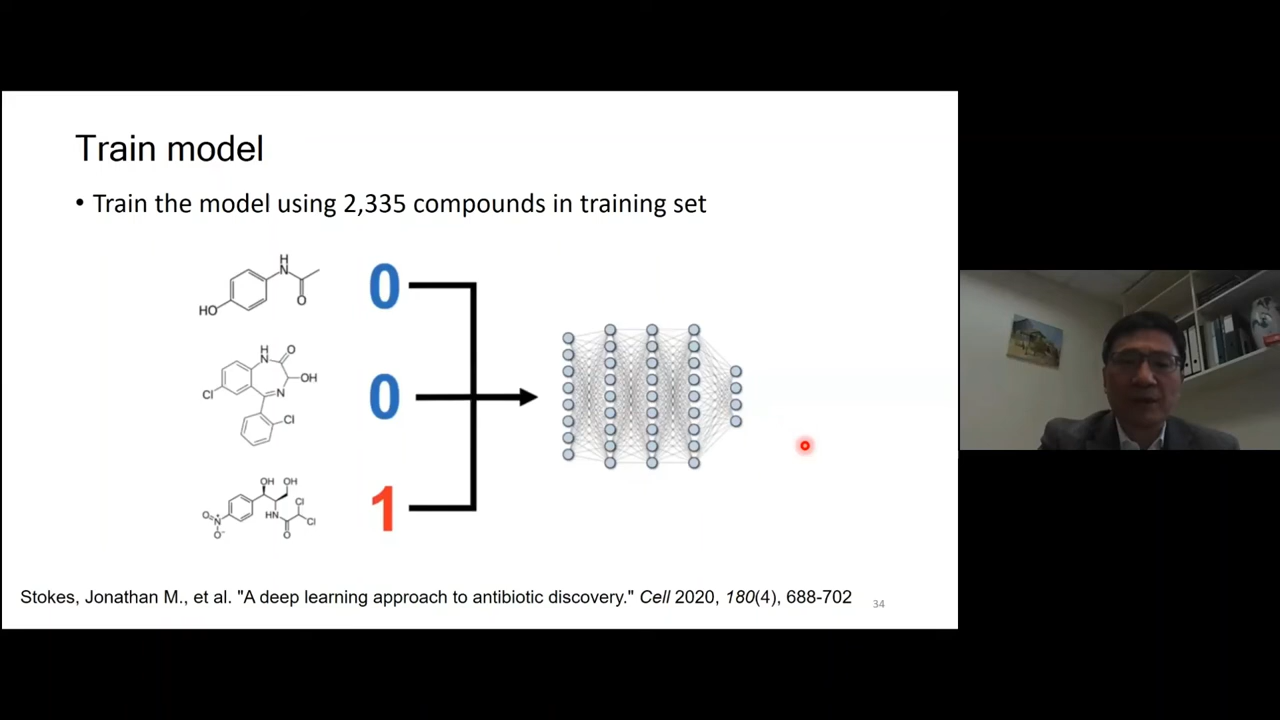 Train model
• Train the model using 2,335 compounds in training set
H
N
O
HO
0
H
N
O
OH
Cl
N
Cl
0
OH OH
Cl
O
N+
O-
HN
Cl
O
1
Stokes, Jonathan M., et al. "A deep learning approach to antibiotic discovery." Cell 2020, 180(4), 688-702
34